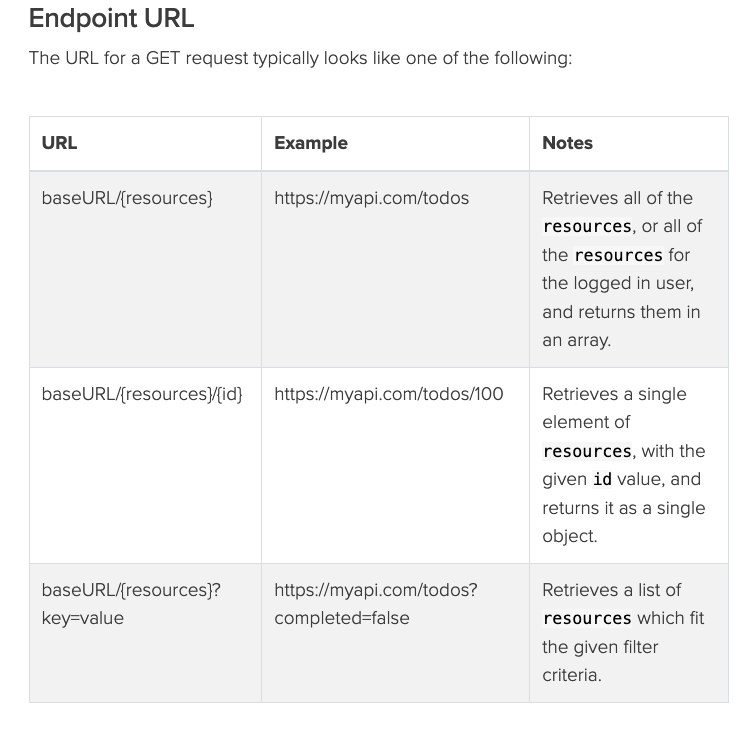 Endpoint URL
The URL for a GET request typically looks like one of the following:
URL
Example
Notes
baseURL/{resources}
https://myapi.com/todos
Retrieves all of the
resources, or all of
the resources for
the logged in user,
and returns them in
an array.
baseURL/{resources}/{id}
https://myapi.com/todos/100
Retrieves a single
element of
resources, with the
given id value, and
returns it as a single
object.
baseURL/{resources}?
key=value
https://myapi.com/todos?
completed=false
Retrieves a list of
resources which fit
the given filter
criteria.